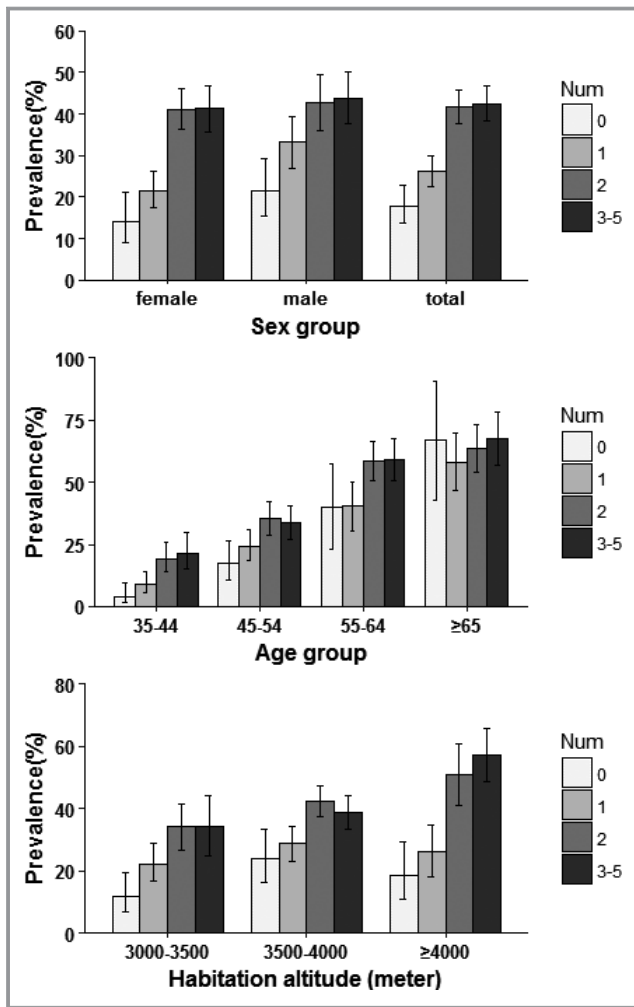 60
50
40
30
20
10
0
Prevalence(%)
female male total
Sex group
Num
0
1
2
3-5
100
75
50
25
0
Prevalence(%)
35-44 45-54 55-64 ≥65
Age group
Num
0
1
2
3-5
80
60
40
20
0
Prevalence(%)
3000-3500 3500-4000 ≥4000
Habitation altitude (meter)
Num
0
1
2
3-5